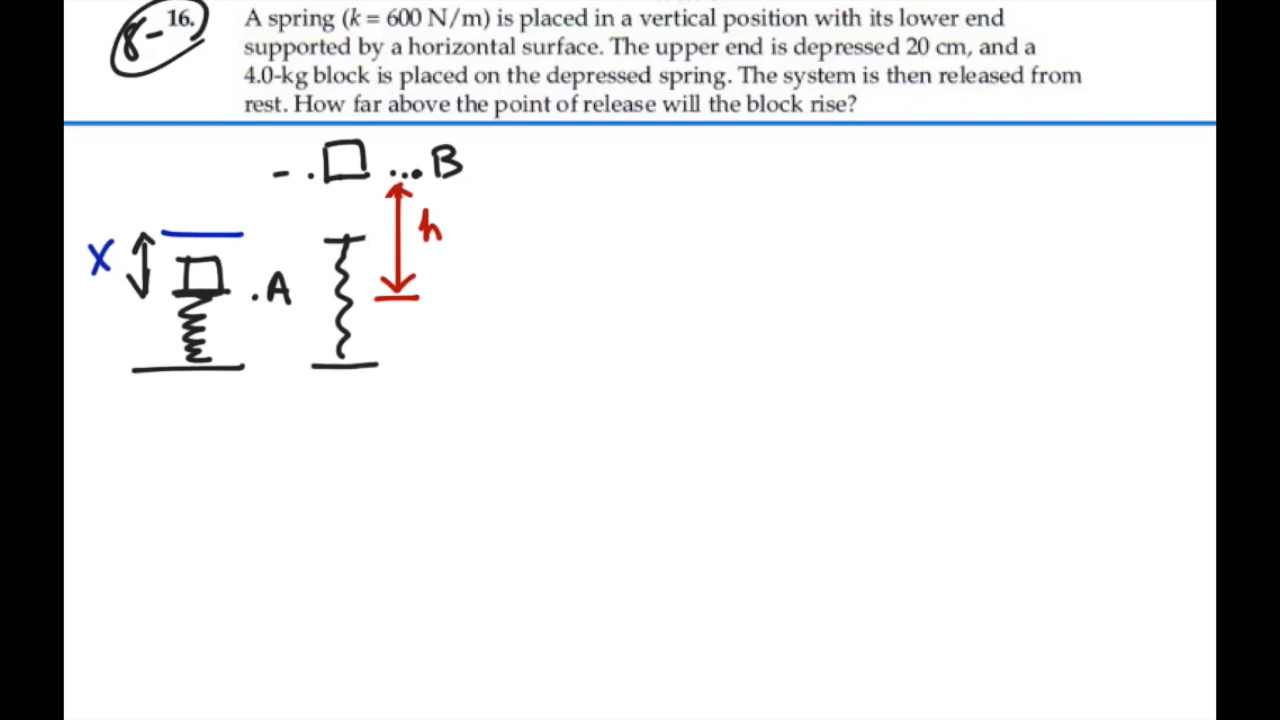 8-16. A spring (k = 600 N/m) is placed in a vertical position with its lower end
supported by a horizontal surface. The upper end is depressed 20 cm, and a
4.0-kg block is placed on the depressed spring. The system is then released from
rest. How far above the point of release will the block rise?
B
h
X
.A